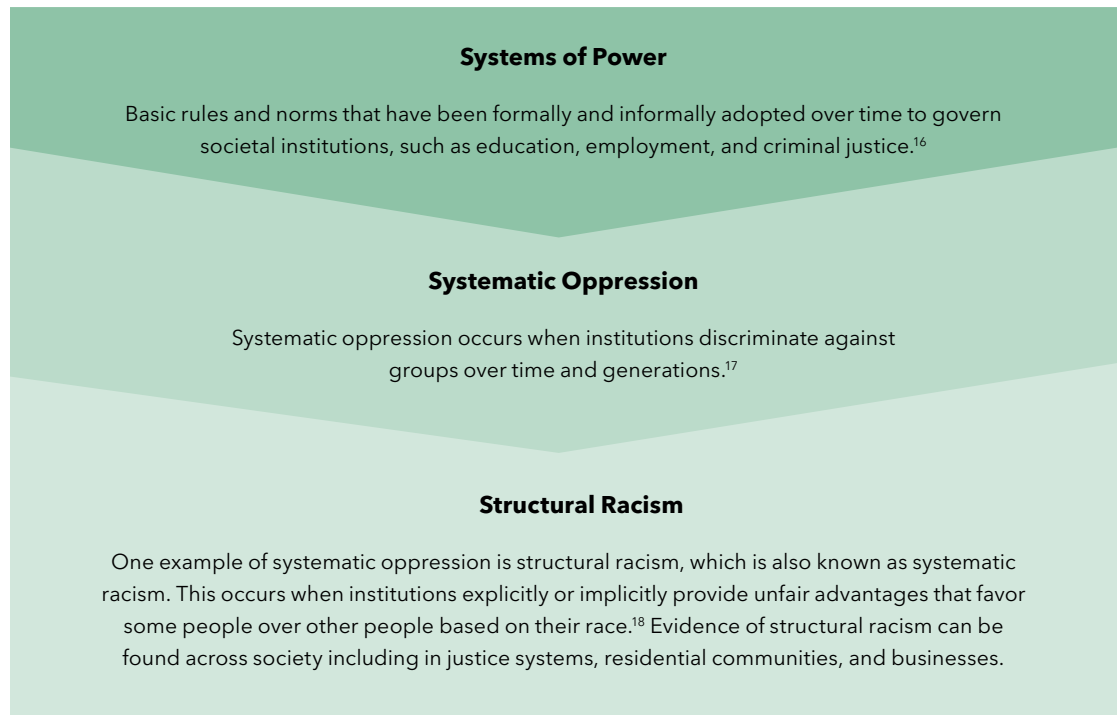 Systems of Power
Basic rules and norms that have been formally and informally adopted over time to govern
societal institutions, such as education, employment, and criminal justice.¹⁶
Systematic Oppression
Systematic oppression occurs when institutions discriminate against
groups over time and generations.¹⁷
Structural Racism
One example of systematic oppression is structural racism, which is also known as systematic
racism. This occurs when institutions explicitly or implicitly provide unfair advantages that favor
some people over other people based on their race.¹⁸ Evidence of structural racism can be
found across society including in justice systems, residential communities, and businesses.